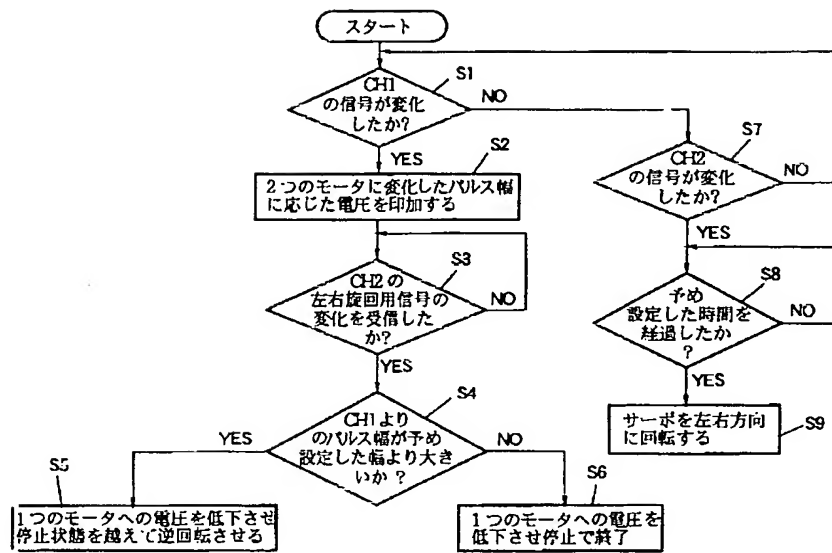 スタート
CH1
の信号が変化
したか?
S1
NO
YES
S2
2つのモータに変化したパルス幅
に応じた電圧を印加する
CH2の
左右旋回用信号の
変化を受信した
か?
S3
NO
YES
CH1より
のパルス幅が予め
設定した幅より大き
いか ?
S4
YES
NO
S5
1つのモータへの電圧を低下させ
停止状態を越えて逆回転させる
S6
1つのモータへの電圧を
低下させ停止で終了
CH2
の信号が変化
したか?
S7
NO
YES
予め
設定した時間を
経過したか
?
S8
NO
YES
サーボを左右方向
に回転する
S9